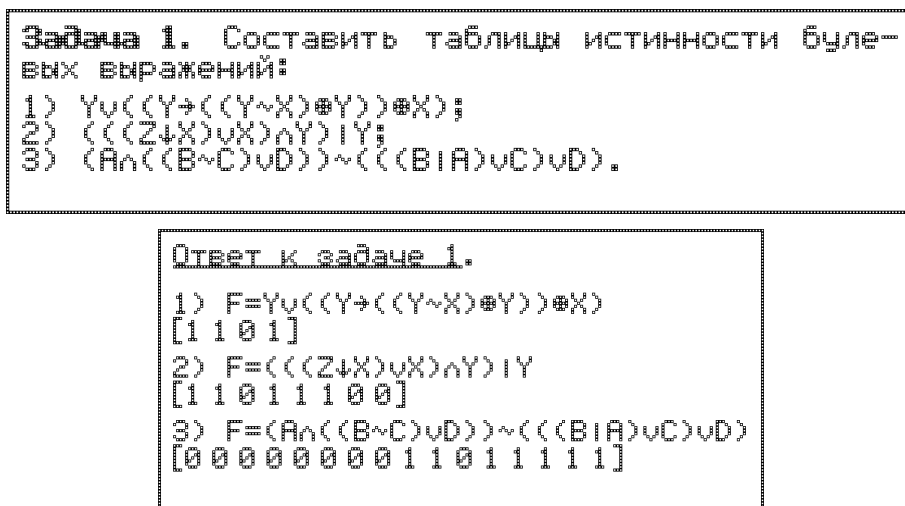 Задача 1. Составить таблицы истинности буле-
вых выражений:
1) Y∨((Y→((Y~X)⊕Y))⊕X);
2) (((Z↓X)∨X)∩Y)|Y;
3) (A∩((B~C)∨D))~(((B|A)∨C)∨D).
Ответ к задаче 1.
1) F=Y∨((Y→((Y~X)⊕Y))⊕X)
[1 1 0 1]
2) F=(((Z↓X)∨X)∩Y)|Y
[1 1 0 1 1 1 0 0]
3) F=(A∩((B~C)∨D))~(((B|A)∨C)∨D)
[0 0 0 0 0 0 0 0 1 1 0 1 1 1 1 1]